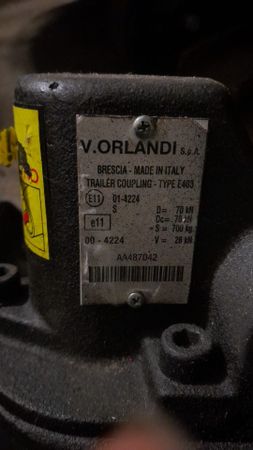 V.ORLANDI S.p.A.
BRESCIA - MADE IN ITALY
TRAILER COUPLING - TYPE E403
E11 01-4224
S D= 70 kN
Dc= 70 kN
e11 S= 700 kg
00-4224 V= 28 kN
AA487042